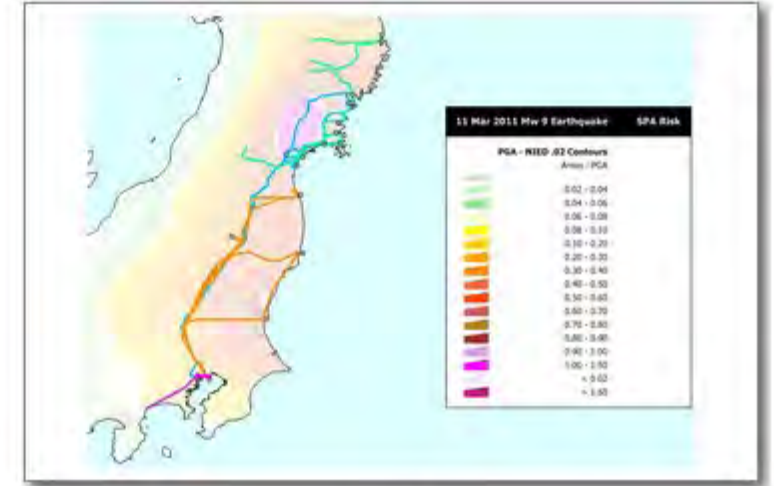 11 Mar 2011 Mw 9 Earthquake SPA Risk
PGA - NIED .02 Contours
Areas / PGA
0.02 - 0.04
0.04 - 0.06
0.06 - 0.08
0.08 - 0.10
0.10 - 0.20
0.20 - 0.30
0.30 - 0.40
0.40 - 0.50
0.50 - 0.60
0.60 - 0.70
0.70 - 0.80
0.80 - 0.90
0.90 - 1.00
1.00 - 1.50
< 0.02